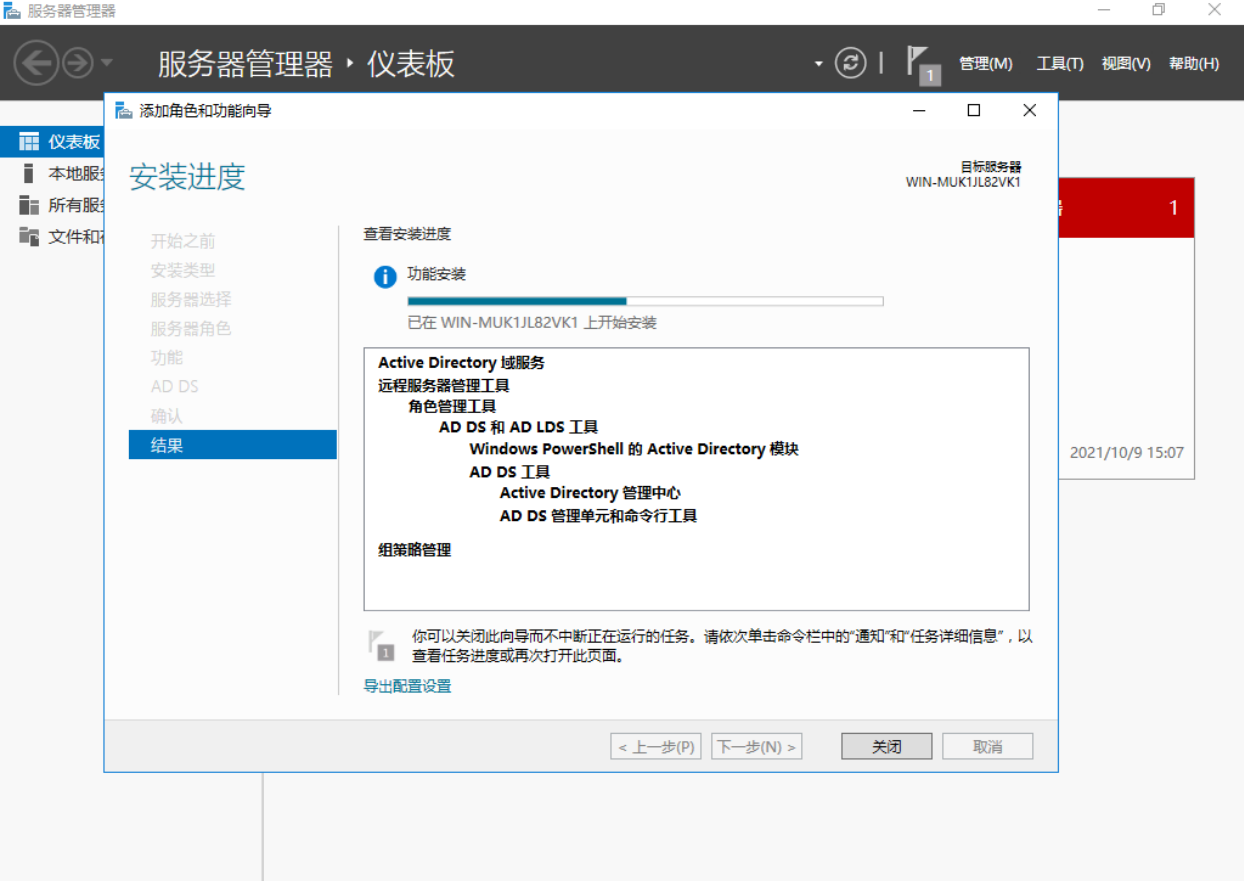 服务器管理器
服务器管理器 · 仪表板
1
管理(M) 工具(T) 视图(V) 帮助(H)
添加角色和功能向导
仪表板
本地服
所有服
文件和
安装进度
目标服务器
WIN-MUK1JL82VK1
1
开始之前
安装类型
服务器选择
服务器角色
功能
AD DS
确认
结果
查看安装进度
功能安装
已在 WIN-MUK1JL82VK1 上开始安装
Active Directory 域服务
远程服务器管理工具
角色管理工具
AD DS 和 AD LDS 工具
Windows PowerShell 的 Active Directory 模块
AD DS 工具
Active Directory 管理中心
AD DS 管理单元和命令行工具
组策略管理
2021/10/9 15:07
1
你可以关闭此向导而不中断正在运行的任务。请依次单击命令栏中的“通知”和“任务详细信息”，以
查看任务进度或再次打开此页面。
导出配置设置
< 上一步(P) 下一步(N) > 关闭 取消